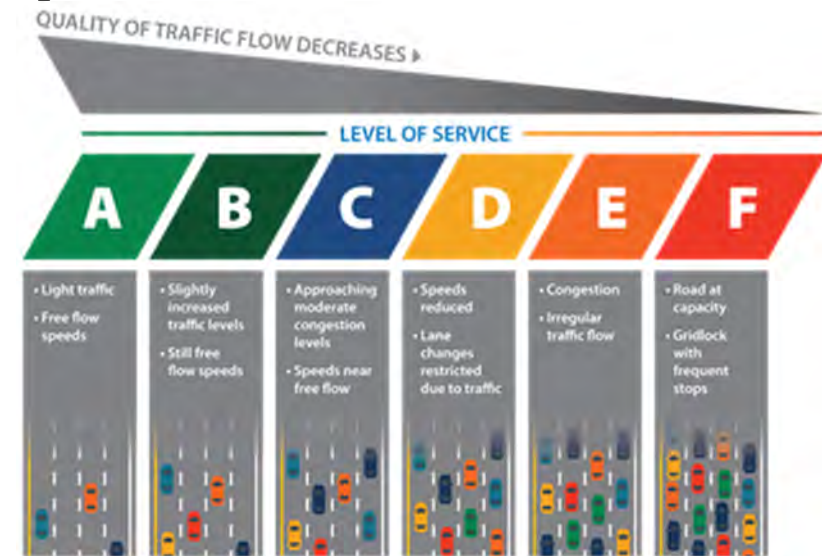 QUALITY OF TRAFFIC FLOW DECREASES ▸
LEVEL OF SERVICE
A
B
C
D
E
F
• Light traffic
• Free flow
speeds
• Slightly
increased
traffic levels
• Still free
flow speeds
• Approaching
moderate
congestion
levels
• Speeds near
free flow
• Speeds
reduced
• Lane
changes
restricted
due to traffic
• Congestion
• Irregular
traffic flow
• Road at
capacity
• Gridlock
with
frequent
stops